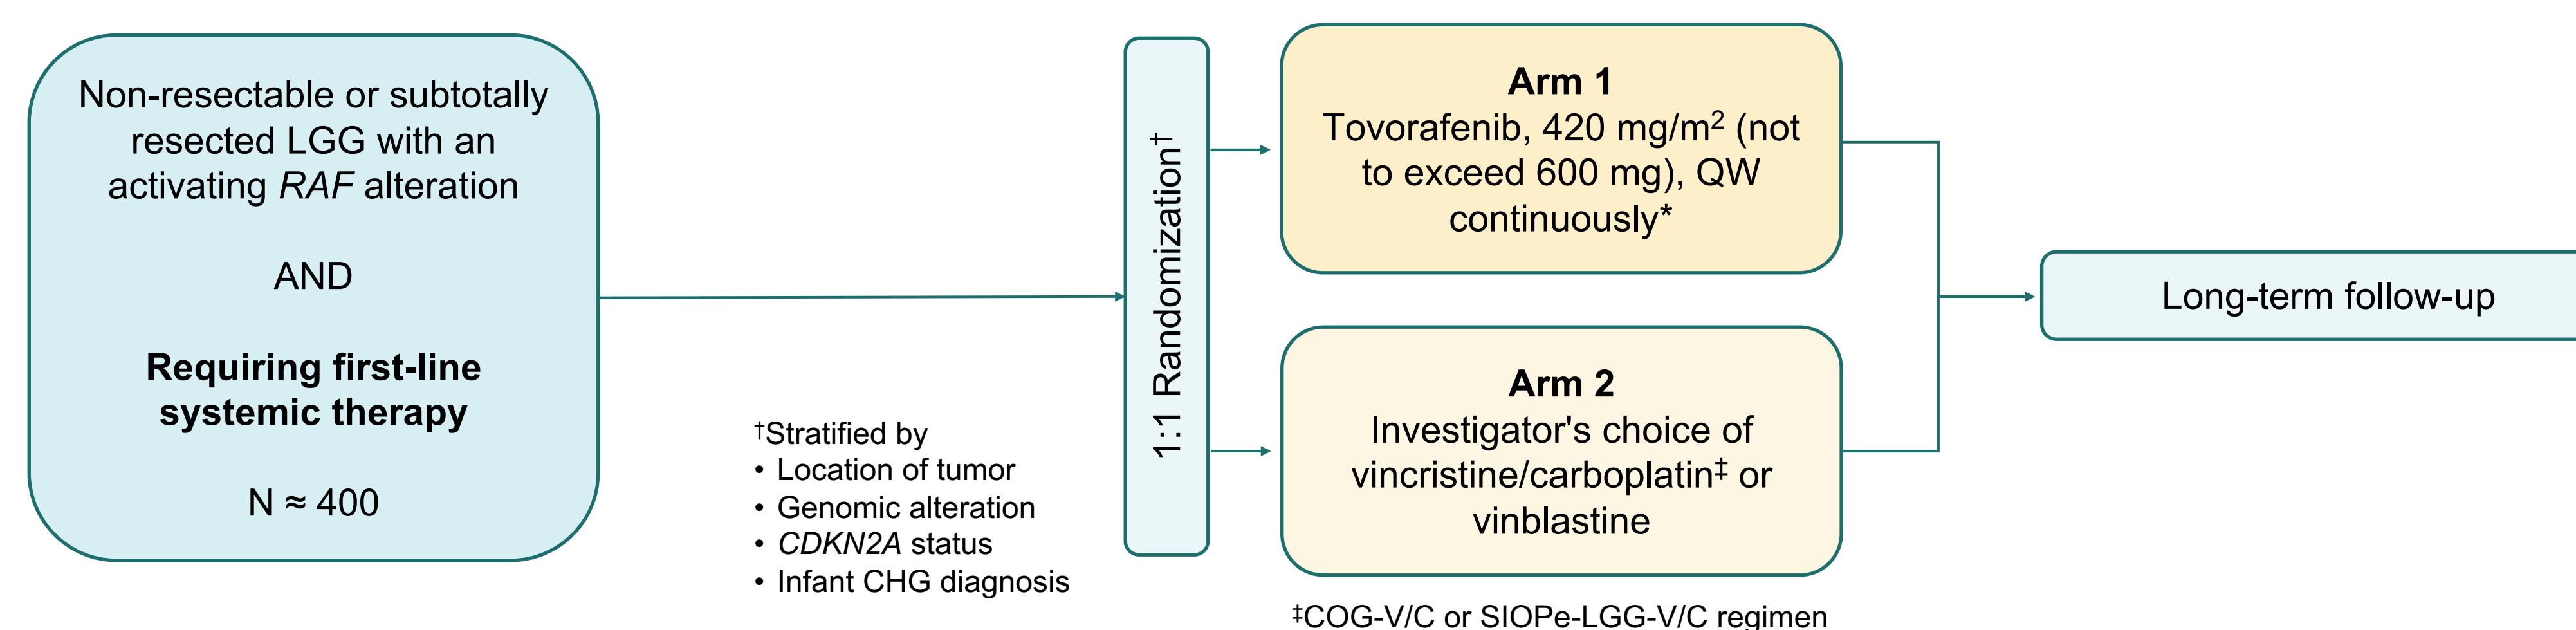 Non-resectable or subtotally
resected LGG with an
activating RAF alteration
AND
Requiring first-line
systemic therapy
N ≈ 400
†Stratified by
• Location of tumor
• Genomic alteration
• CDKN2A status
• Infant CHG diagnosis
1:1 Randomization†
Arm 1
Tovorafenib, 420 mg/m² (not
to exceed 600 mg), QW
continuously*
Arm 2
Investigator's choice of
vincristine/carboplatin‡ or
vinblastine
‡COG-V/C or SIOPe-LGG-V/C regimen
Long-term follow-up